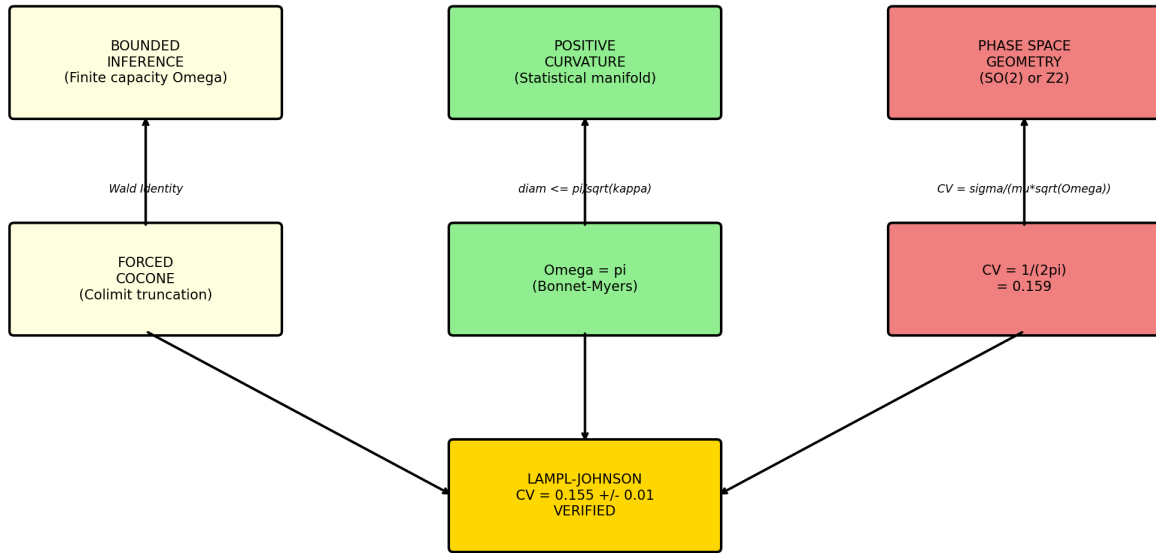 BOUNDED
INFERENCE
(Finite capacity Omega)
POSITIVE
CURVATURE
(Statistical manifold)
PHASE SPACE
GEOMETRY
(SO(2) or Z2)
Wald Identity
diam <= pi/sqrt(kappa)
CV = sigma/(mu*sqrt(Omega))
FORCED
COCONE
(Colimit truncation)
Omega = pi
(Bonnet-Myers)
CV = 1/(2pi)
= 0.159
LAMPL-JOHNSON
CV = 0.155 +/- 0.01
VERIFIED